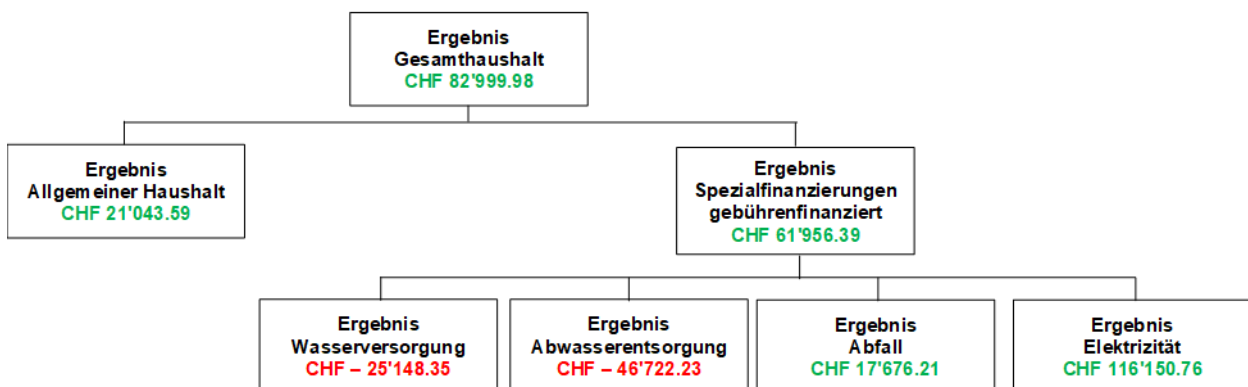 Ergebnis
Gesamthaushalt
CHF 82'999.98
Ergebnis
Allgemeiner Haushalt
CHF 21'043.59
Ergebnis
Spezialfinanzierungen
gebührenfinanziert
CHF 61'956.39
Ergebnis
Wasserversorgung
CHF – 25'148.35
Ergebnis
Abwasserentsorgung
CHF – 46'722.23
Ergebnis
Abfall
CHF 17'676.21
Ergebnis
Elektrizität
CHF 116'150.76